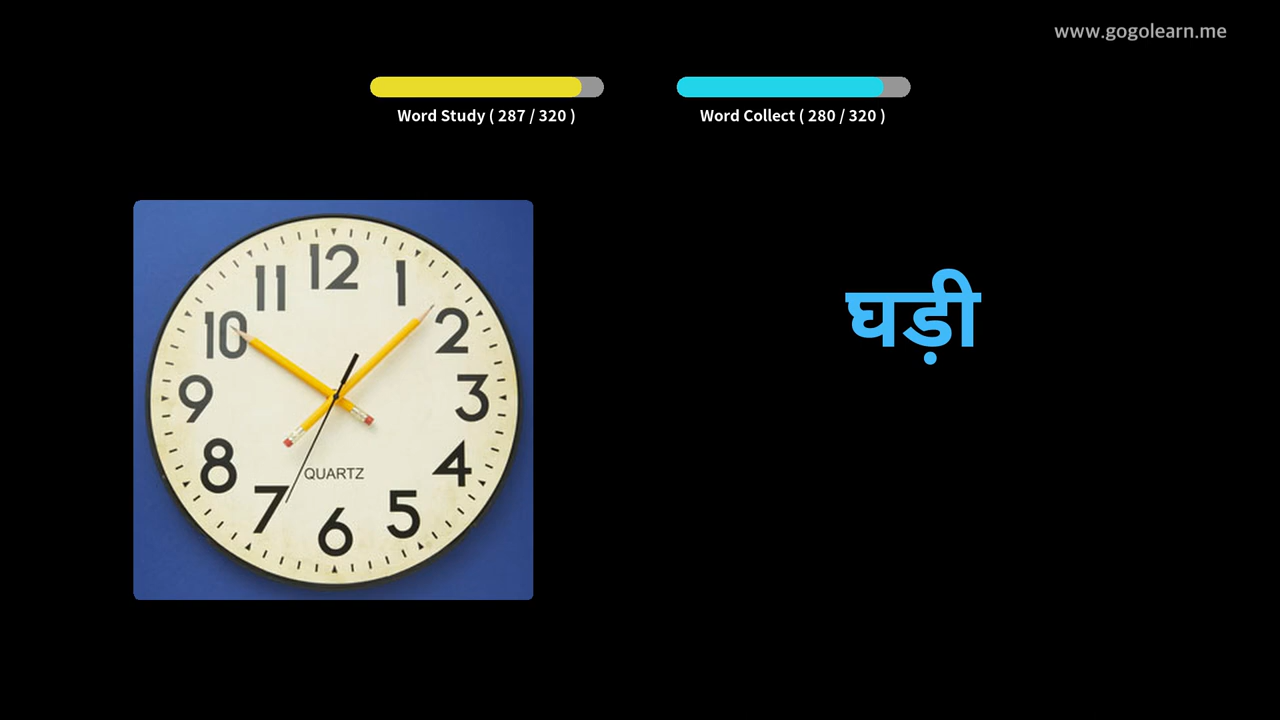 www.gogolearn.me
Word Study ( 287 / 320 )
Word Collect ( 280 / 320 )
12
11
1
10
2
9
3
8
4
QUARTZ
7
5
6
घड़ी